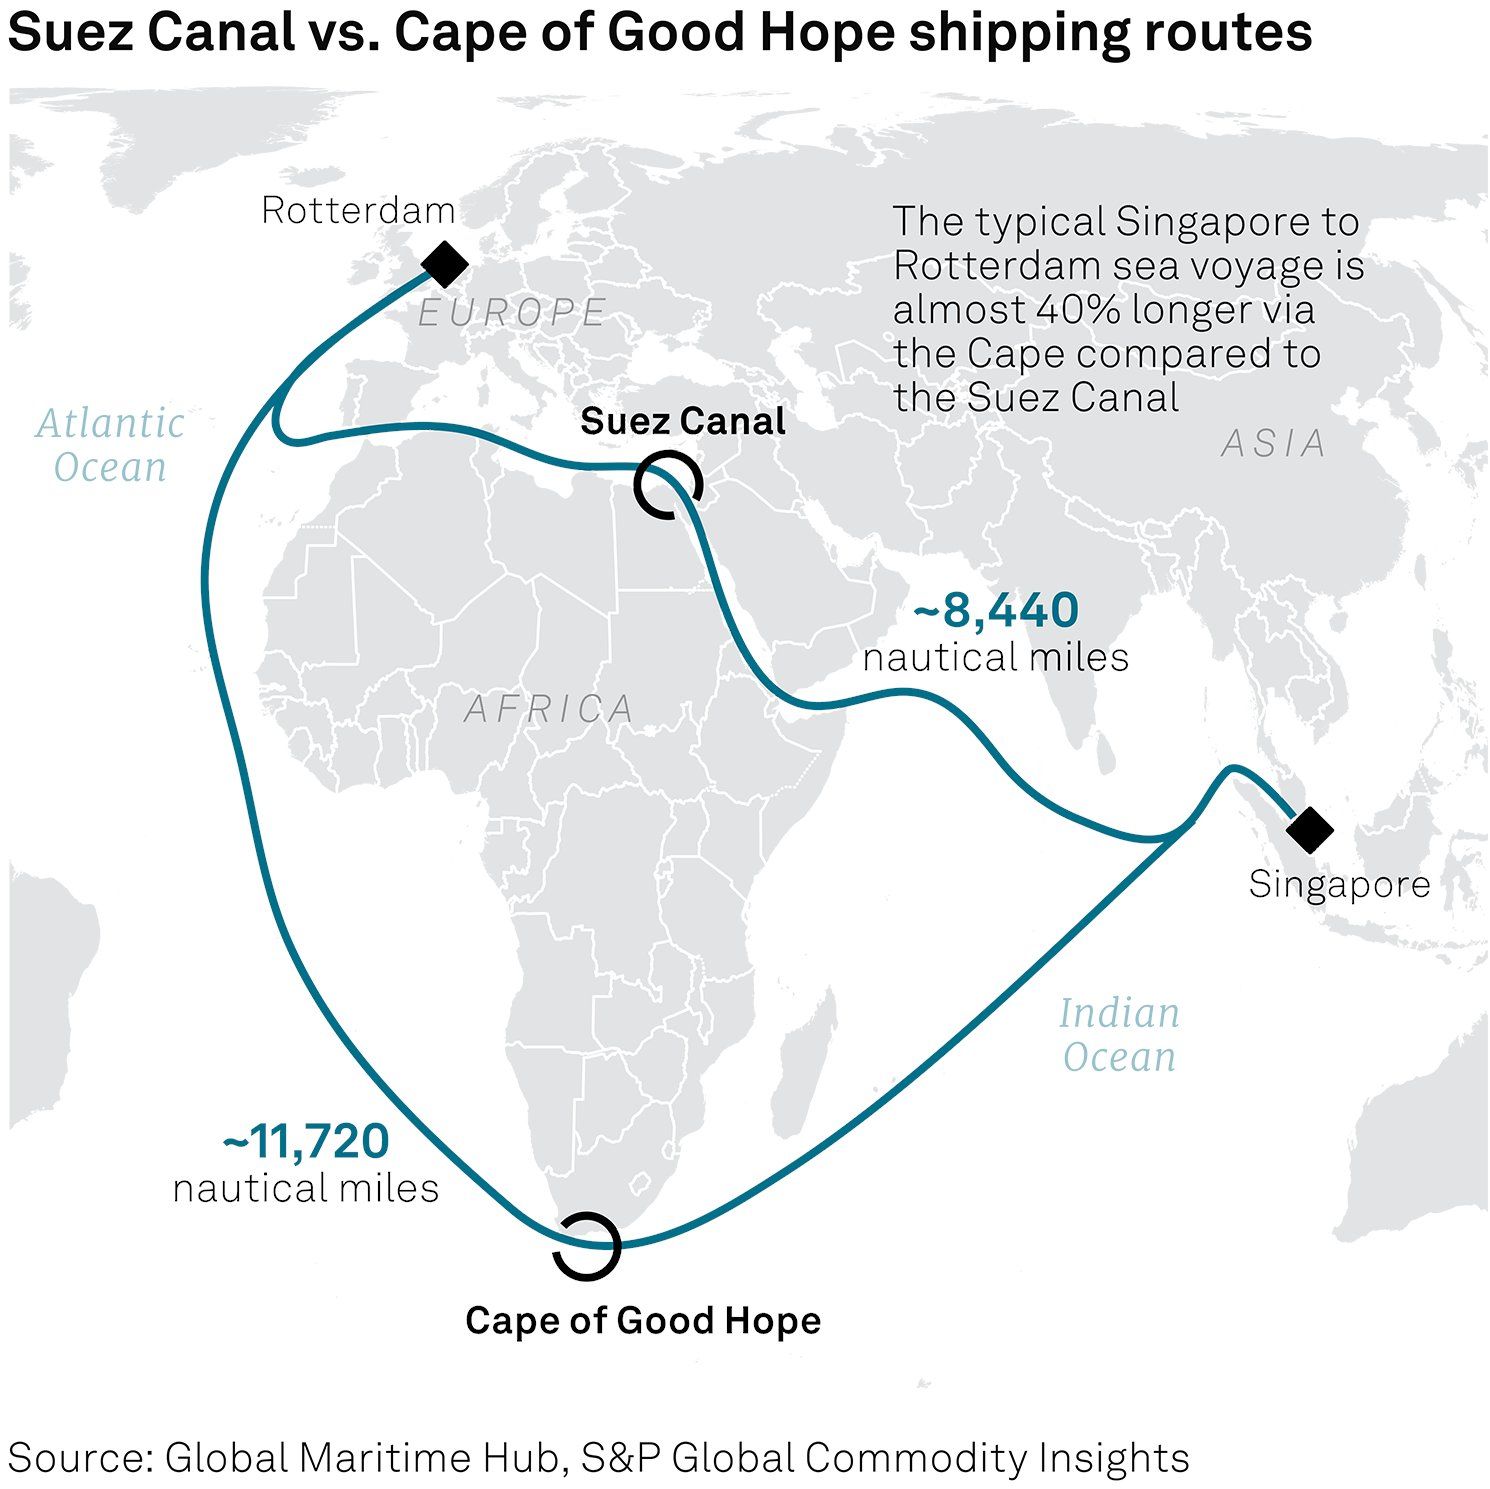 Suez Canal vs. Cape of Good Hope shipping routes
Rotterdam
The typical Singapore to
Rotterdam sea voyage is
almost 40% longer via
the Cape compared to
the Suez Canal
EUROPE
Atlantic
Ocean
Suez Canal
ASIA
~8,440
nautical miles
AFRICA
Singapore
Indian
Ocean
~11,720
nautical miles
Cape of Good Hope
Source: Global Maritime Hub, S&P Global Commodity Insights